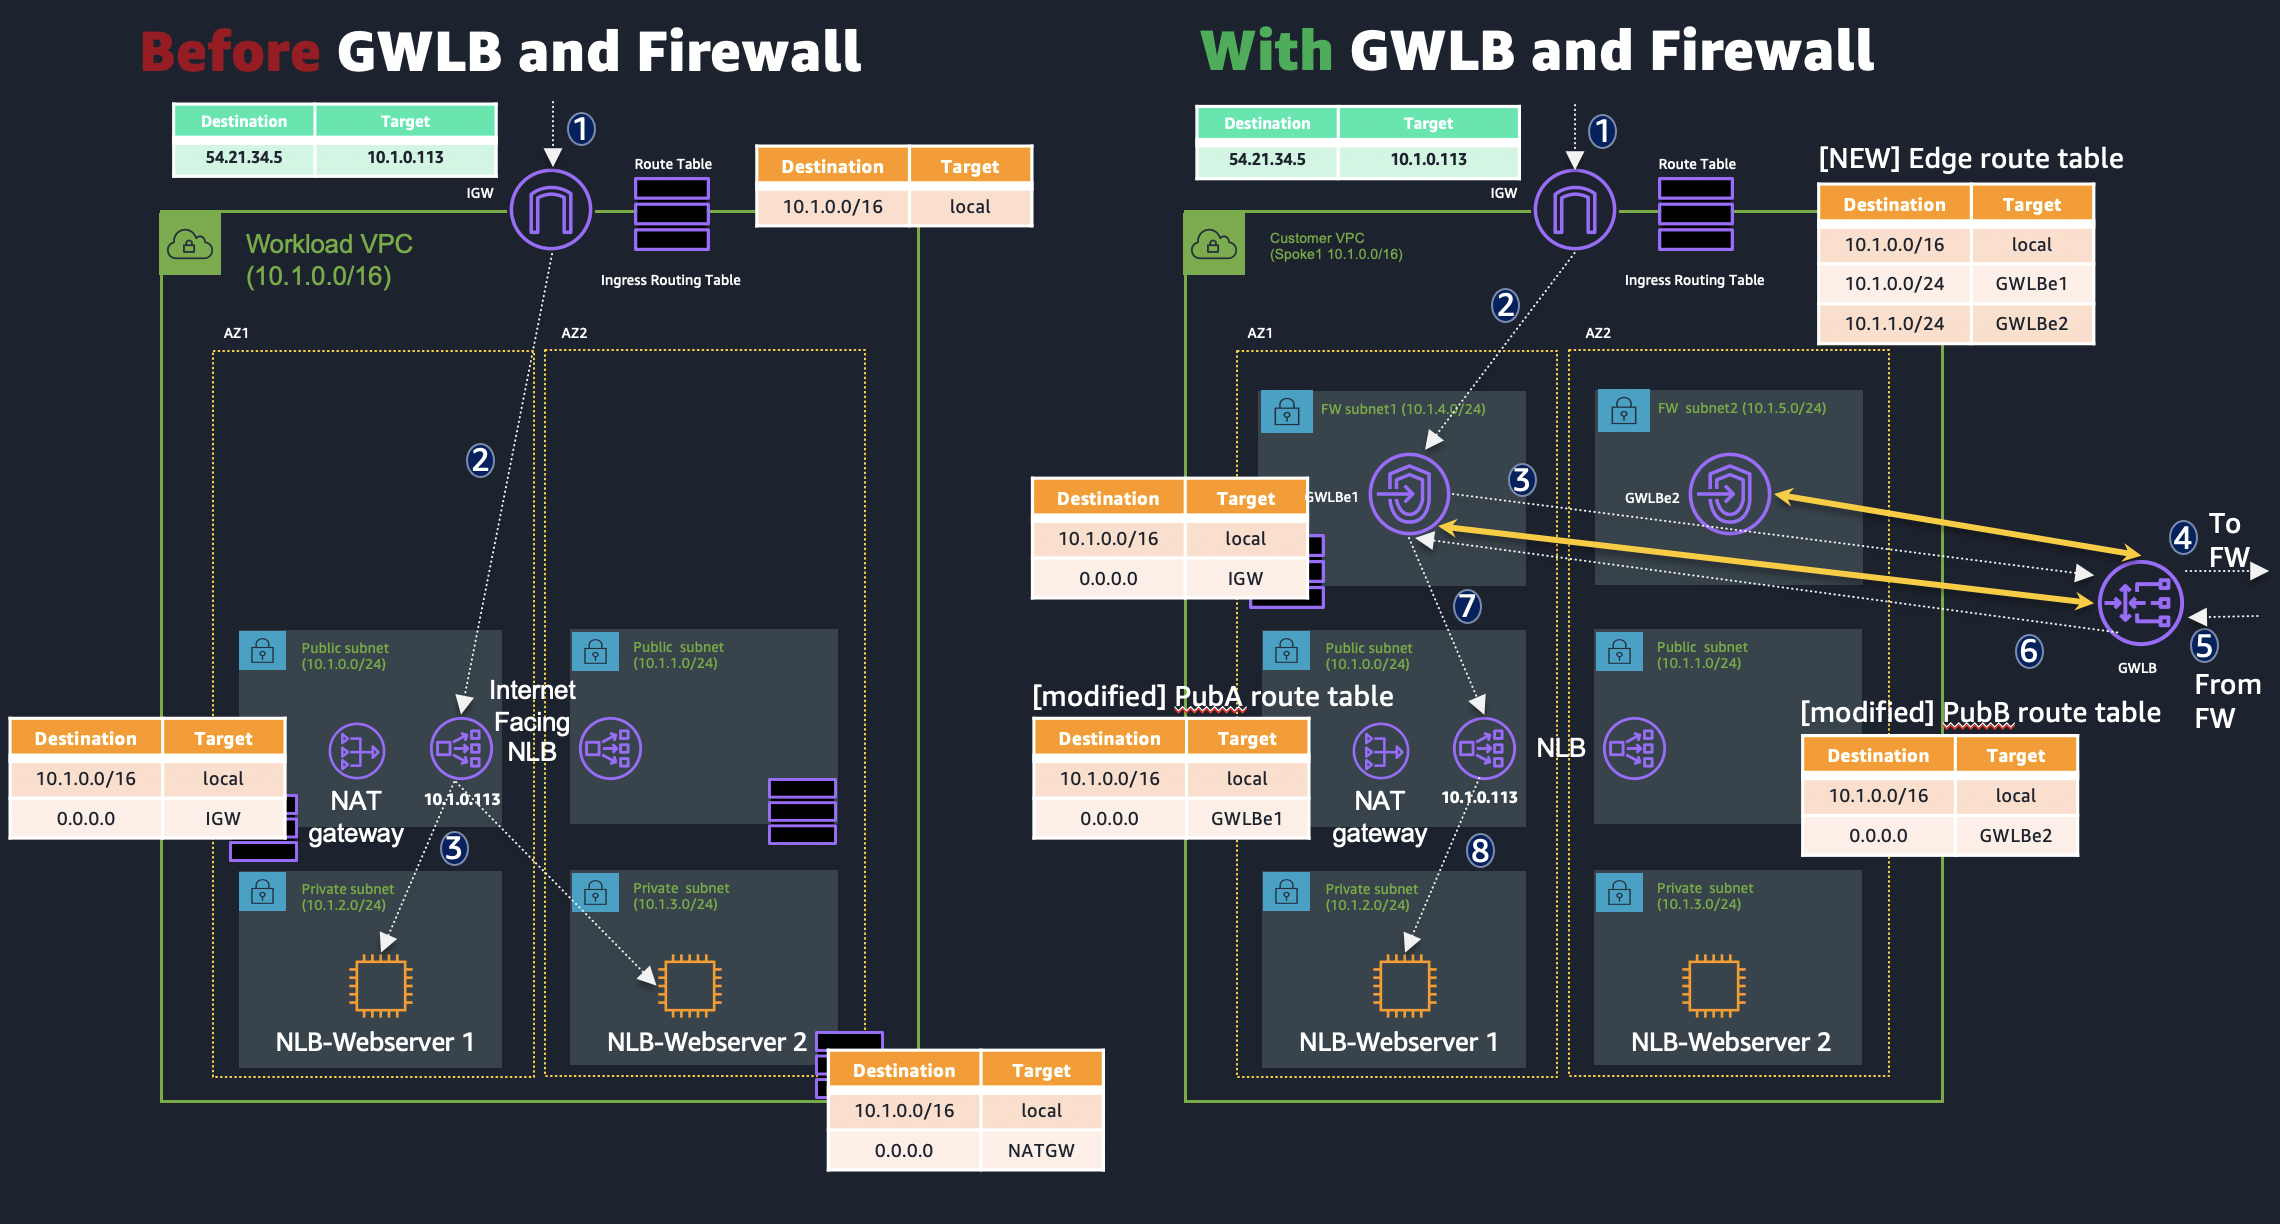 Before GWLB and Firewall
Destination Target
54.21.34.5 10.1.0.113
1
IGW
Route Table
Ingress Routing Table
Destination Target
10.1.0.0/16 local
Workload VPC
(10.1.0.0/16)
AZ1
AZ2
2
Public subnet
(10.1.0.0/24)
Public subnet
(10.1.1.0/24)
Internet
Facing
NLB
Destination Target
10.1.0.0/16 local
0.0.0.0 IGW
NAT
gateway
10.1.0.113
3
Private subnet
(10.1.2.0/24)
Private subnet
(10.1.3.0/24)
NLB-Webserver 1
NLB-Webserver 2
Destination Target
10.1.0.0/16 local
0.0.0.0 NATGW
With GWLB and Firewall
Destination Target
54.21.34.5 10.1.0.113
1
IGW
Route Table
Ingress Routing Table
[NEW] Edge route table
Destination Target
10.1.0.0/16 local
10.1.0.0/24 GWLBe1
10.1.1.0/24 GWLBe2
Customer VPC
(Spoke1 10.1.0.0/16)
2
AZ1
AZ2
FW subnet1 (10.1.4.0/24)
FW subnet2 (10.1.5.0/24)
Destination Target
10.1.0.0/16 local
0.0.0.0 IGW
GWLBe1
3
GWLBe2
4
To
FW
7
6
5
GWLB
From
FW
Public subnet
(10.1.0.0/24)
Public subnet
(10.1.1.0/24)
[modified] PubA route table
Destination Target
10.1.0.0/16 local
0.0.0.0 GWLBe1
NAT
gateway
10.1.0.113
NLB
[modified] PubB route table
Destination Target
10.1.0.0/16 local
0.0.0.0 GWLBe2
8
Private subnet
(10.1.2.0/24)
Private subnet
(10.1.3.0/24)
NLB-Webserver 1
NLB-Webserver 2